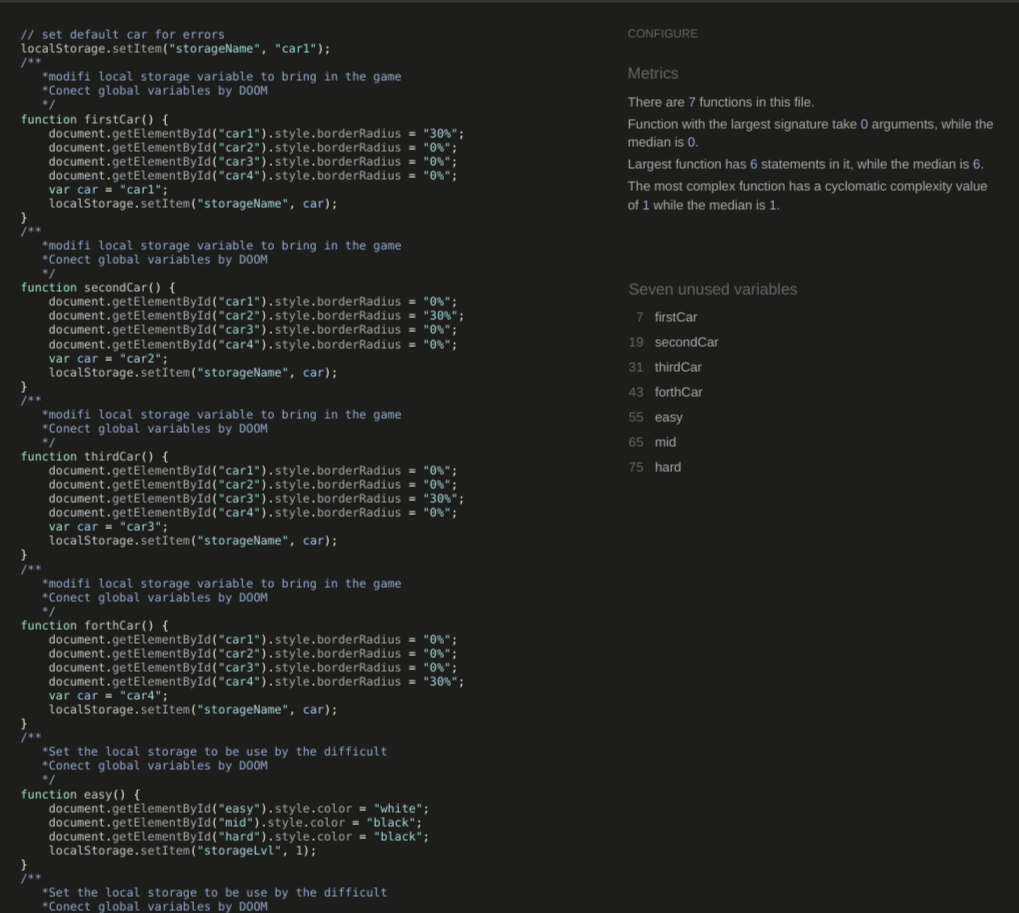 // set default car for errors
localStorage.setItem("storageName", "car1");
/**
*modifi local storage variable to bring in the game
*Conect global variables by DOOM
*/
function firstCar() {
document.getElementById("car1").style.borderRadius = "30%";
document.getElementById("car2").style.borderRadius = "0%";
document.getElementById("car3").style.borderRadius = "0%";
document.getElementById("car4").style.borderRadius = "0%";
var car = "car1";
localStorage.setItem("storageName", car);
}
/**
*modifi local storage variable to bring in the game
*Conect global variables by DOOM
*/
function secondCar() {
document.getElementById("car1").style.borderRadius = "0%";
document.getElementById("car2").style.borderRadius = "30%";
document.getElementById("car3").style.borderRadius = "0%";
document.getElementById("car4").style.borderRadius = "0%";
var car = "car2";
localStorage.setItem("storageName", car);
}
/**
*modifi local storage variable to bring in the game
*Conect global variables by DOOM
*/
function thirdCar() {
document.getElementById("car1").style.borderRadius = "0%";
document.getElementById("car2").style.borderRadius = "0%";
document.getElementById("car3").style.borderRadius = "30%";
document.getElementById("car4").style.borderRadius = "0%";
var car = "car3";
localStorage.setItem("storageName", car);
}
/**
*modifi local storage variable to bring in the game
*Conect global variables by DOOM
*/
function forthCar() {
document.getElementById("car1").style.borderRadius = "0%";
document.getElementById("car2").style.borderRadius = "0%";
document.getElementById("car3").style.borderRadius = "0%";
document.getElementById("car4").style.borderRadius = "30%";
var car = "car4";
localStorage.setItem("storageName", car);
}
/**
*Set the local storage to be use by the difficult
*Conect global variables by DOOM
*/
function easy() {
document.getElementById("easy").style.color = "white";
document.getElementById("mid").style.color = "black";
document.getElementById("hard").style.color = "black";
localStorage.setItem("storageLvl", 1);
}
/**
*Set the local storage to be use by the difficult
*Conect global variables by DOOM
CONFIGURE
Metrics
There are 7 functions in this file.
Function with the largest signature take 0 arguments, while the
median is 0.
Largest function has 6 statements in it, while the median is 6.
The most complex function has a cyclomatic complexity value
of 1 while the median is 1.
Seven unused variables
7 firstCar
19 secondCar
31 thirdCar
43 forthCar
55 easy
65 mid
75 hard